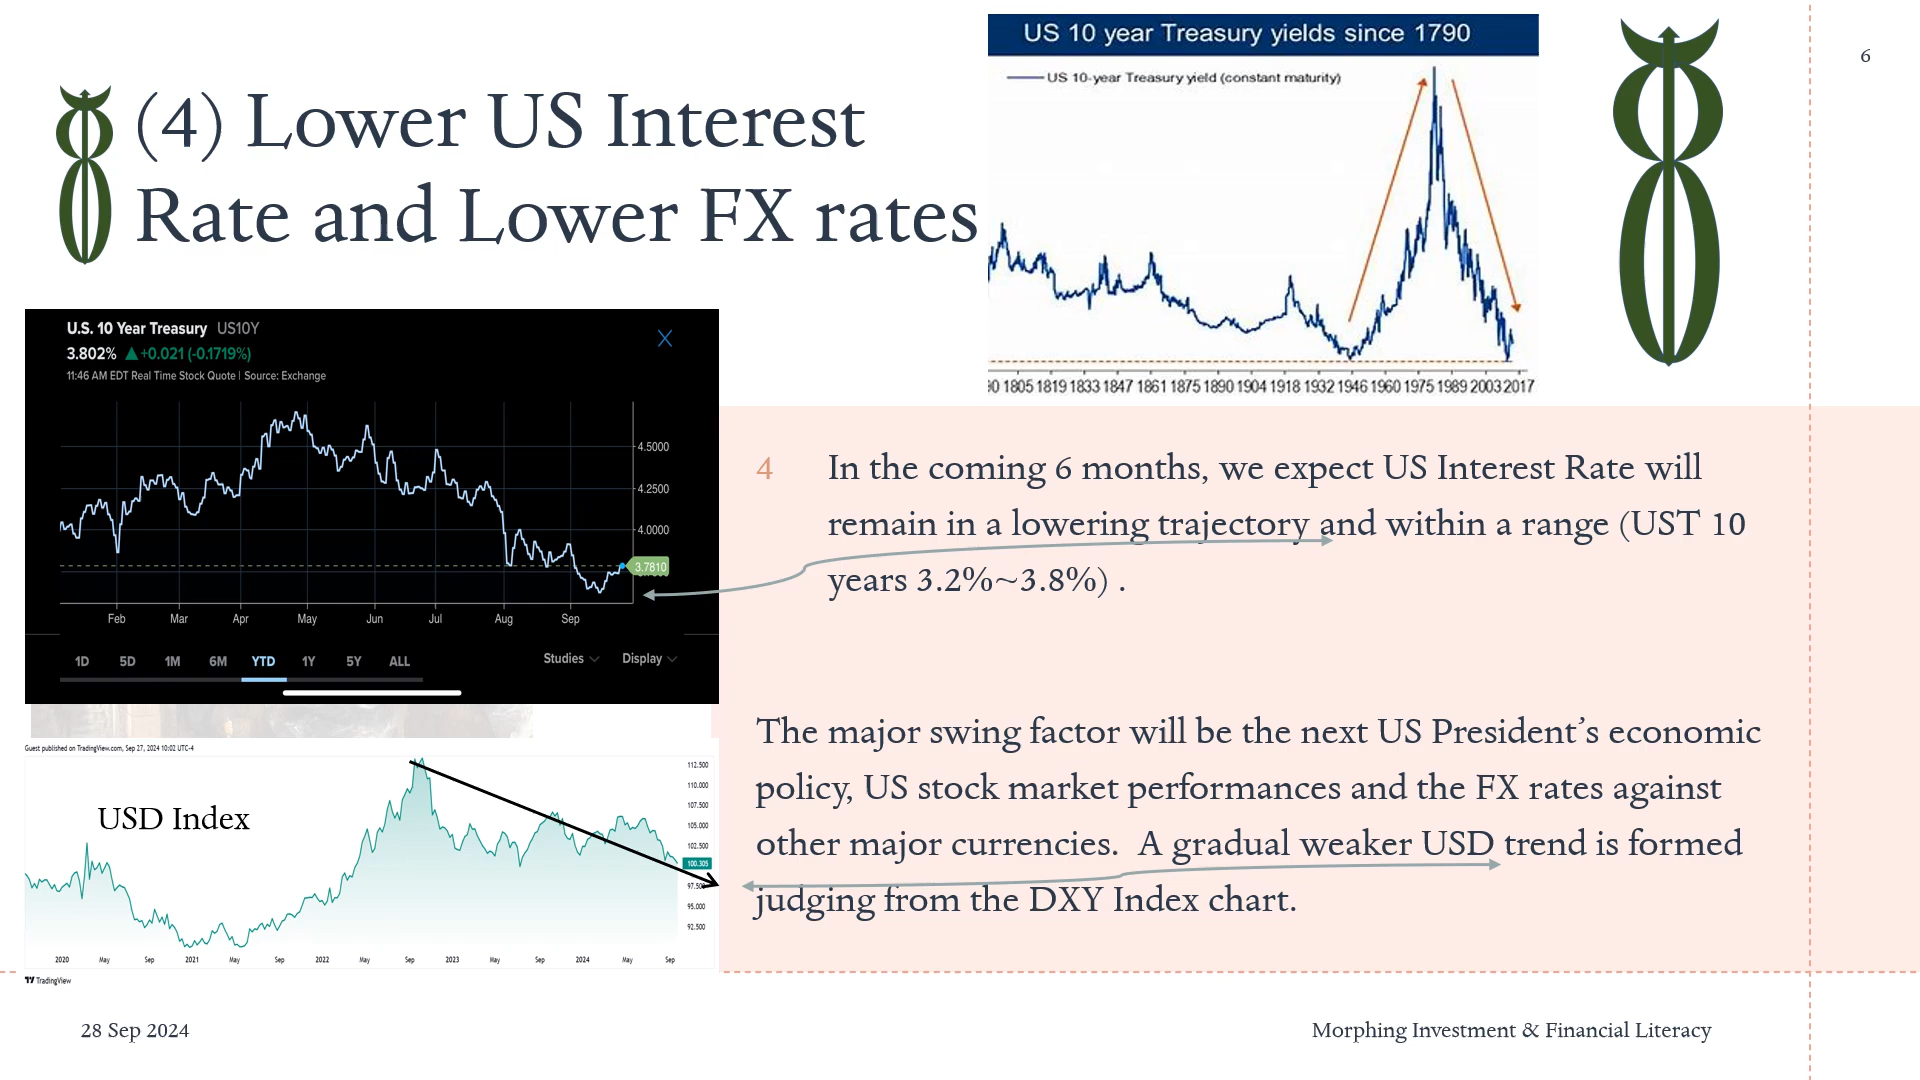 6
(4) Lower US Interest
Rate and Lower FX rates
US 10 year Treasury yields since 1790
US 10-year Treasury yield (constant maturity)
1805 1819 1833 1847 1861 1875 1890 1904 1918 1932 1946 1960 1975 1989 2003 2017
U.S. 10 Year Treasury US10Y
3.802% ▲+0.021 (-0.1719%)
11:46 AM EDT Real Time Stock Quote | Source: Exchange
4.5000
4.2500
4.0000
3.7810
Feb Mar Apr May Jun Jul Aug Sep
1D 5D 1M 6M YTD 1Y 5Y ALL
Studies Display
4 In the coming 6 months, we expect US Interest Rate will
remain in a lowering trajectory and within a range (UST 10
years 3.2%~3.8%) .
The major swing factor will be the next US President’s economic
policy, US stock market performances and the FX rates against
other major currencies. A gradual weaker USD trend is formed
judging from the DXY Index chart.
Guest published on TradingView.com, Sep 27, 2024 10:02 UTC-4
USD Index
112.500
110.000
107.500
105.000
102.500
100.305
95.000
92.500
2020 May Sep 2021 May Sep 2022 May Sep 2023 May Sep 2024 May Sep
TradingView
28 Sep 2024
Morphing Investment & Financial Literacy